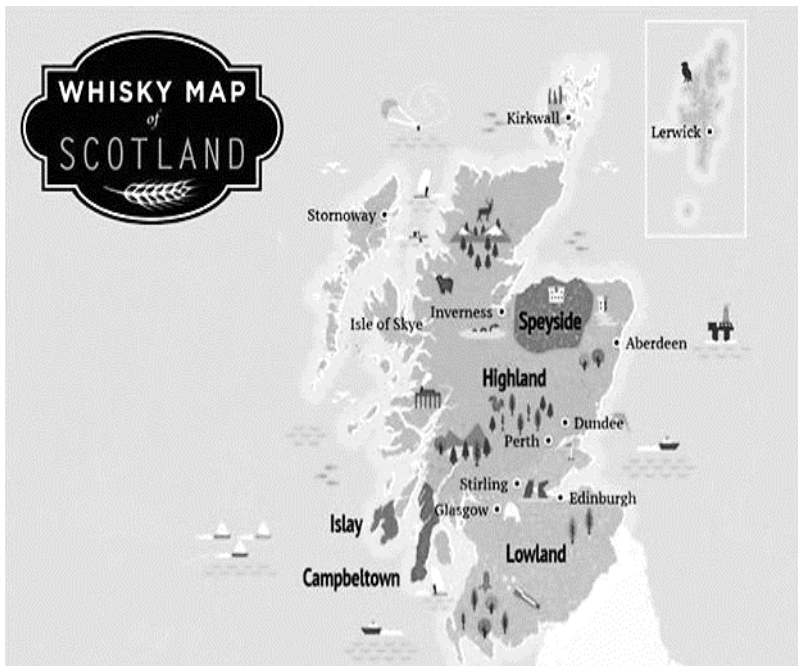 WHISKY MAP
of
SCOTLAND
Kirkwall
Lerwick
Stornoway
Inverness
Speyside
Isle of Skye
Aberdeen
Highland
Dundee
Perth
Stirling
Edinburgh
Glasgow
Islay
Lowland
Campbeltown